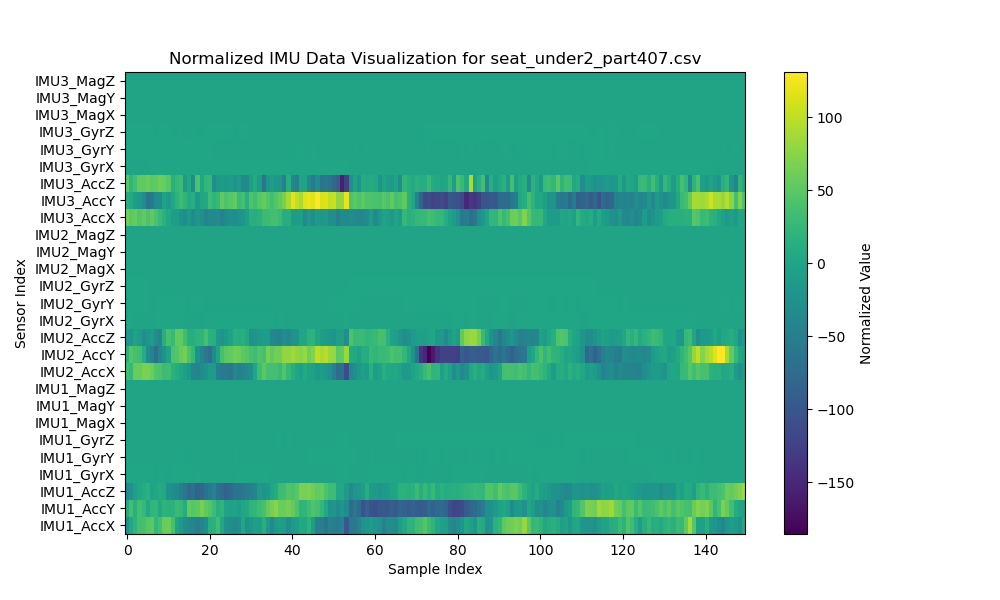 Normalized IMU Data Visualization for seat_under2_part407.csv
IMU3_MagZ
IMU3_MagY
IMU3_MagX
IMU3_GyrZ
IMU3_GyrY
IMU3_GyrX
IMU3_AccZ
IMU3_AccY
IMU3_AccX
IMU2_MagZ
IMU2_MagY
IMU2_MagX
IMU2_GyrZ
IMU2_GyrY
IMU2_GyrX
IMU2_AccZ
IMU2_AccY
IMU2_AccX
IMU1_MagZ
IMU1_MagY
IMU1_MagX
IMU1_GyrZ
IMU1_GyrY
IMU1_GyrX
IMU1_AccZ
IMU1_AccY
IMU1_AccX
Sensor Index
0 20 40 60 80 100 120 140
Sample Index
100
50
0
−50
−100
−150
Normalized Value